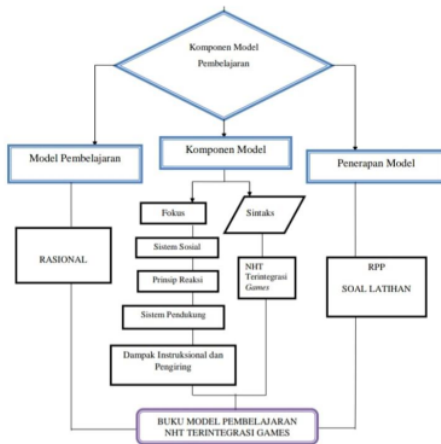 Komponen Model
Pembelajaran
Model Pembelajaran
Komponen Model
Penerapan Model
Fokus
Sintaks
RASIONAL
Sistem Sosial
NHT
Terintegrasi
Games
RPP
SOAL LATIHAN
Prinsip Reaksi
Sistem Pendukung
Dampak Instruksional dan
Pengiring
BUKU MODEL PEMBELAJARAN
NHT TERINTEGRASI GAMES